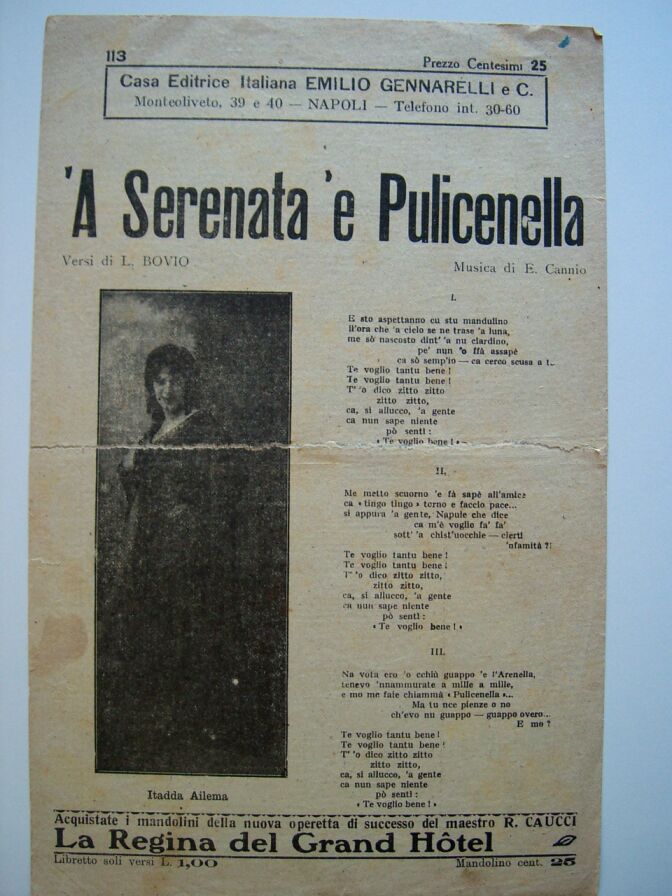 113
Prezzo Centesimi 25
Casa Editrice Italiana EMILIO GENNARELLI e C.
Monteoliveto, 39 e 40 — NAPOLI — Telefono int. 30-60
'A Serenata 'e Pulicenella
Versi di L. BOVIO
Musica di E. Cannio
I.
E sto aspettanno cu stu mandulino
ll'ora che 'a cielo se ne trase 'a luna,
me sò nascosto dint' 'a nu ciardino,
pe' nun 'o ffà assapè
ca sò semp'io — ca cerco scusa a t..
Te voglio tantu bene !
Te voglio tantu bene !
T' 'o dico zitto zitto
zitto zitto,
ca, si allucco, 'a gente
ca nun sape niente
pò senti :
« Te voglio bene ! » —
II.
Me metto scuorno 'e fà sapè all'amice
ca « tingo tingo » torno e faccio pace...
si appura 'a gente, Napule che dice
ca m'è voglio fa' fa'
sott' 'a chist'uocchie — cierti
'nfamità ?!
Te voglio tantu bene !
Te voglio tantu bene !
T' 'o dico zitto zitto,
zitto zitto,
ca, si allucco, 'a gente
ca nun sape niente
pò senti :
« Te voglio bene ! »
III.
Na vota ero 'o cchiù guappo 'e l'Arenella,
tenevo 'nnammurate a mille a mille,
e mo me faie chiammà « Pulicenella »...
Ma tu nce pienze o no
ch'evo nu guappo — guappo overo...
E mo ?
Te voglio tantu bene !
Te voglio tantu bene !
T' 'o dico zitto zitto
zitto zitto,
ca, si allucco, 'a gente
ca nun sape niente
pò senti :
« Te voglio bene ! »
Itadda Ailema
Acquistate i mandolini della nuova operetta di successo del maestro R. CAUCCI
La Regina del Grand Hôtel
Libretto soli versi L. 1,00
Mandolino cent. 25